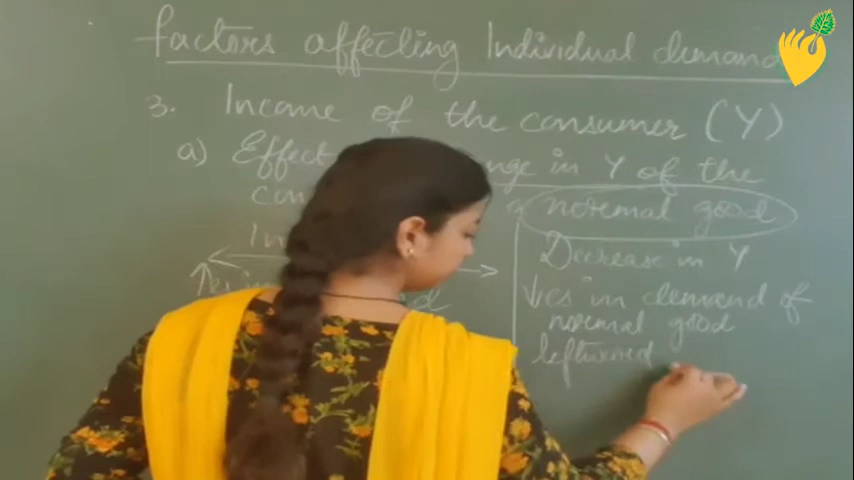 factors affecting Individual demand
3. Income of the consumer (Y)
a) Effect nge in Y of the
con normal good
In
Decrease in Y
↓es in demand of
normal good
leftward